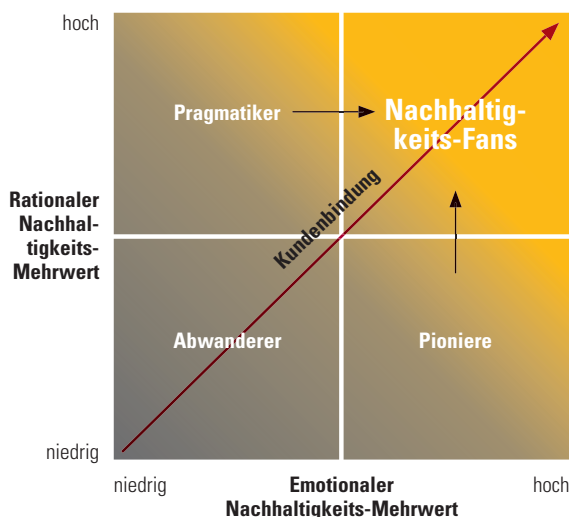 hoch
Pragmatiker
Nachhaltig-
keits-Fans
Rationaler
Nachhal-
tigkeits-
Mehrwert
Kundenbindung
Abwanderer
Pioniere
niedrig
niedrig
Emotionaler
Nachhaltigkeits-Mehrwert
hoch